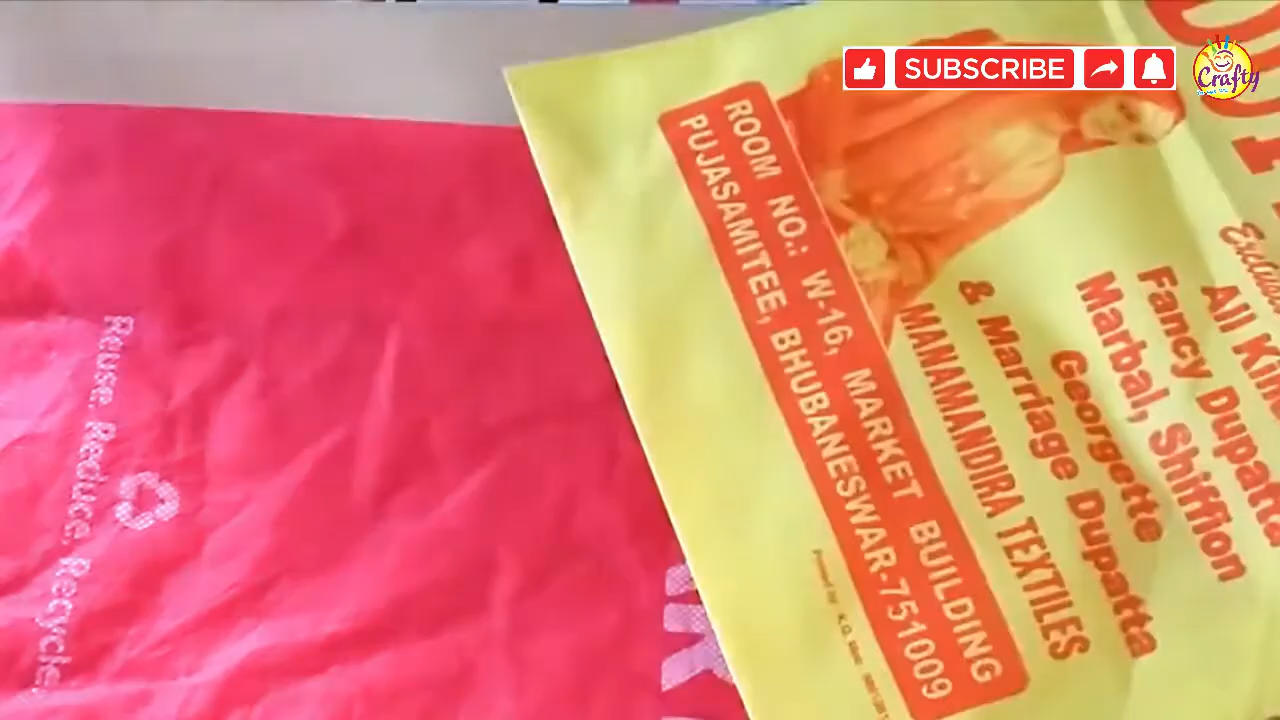 SUBSCRIBE
Crafty
All
Fancy Dupatta
Marbal, Shiffion
Georgette
& Marriage Dupatta
MANAMANDIRA TEXTILES
ROOM NO.: W-16, MARKET BUILDING
PUJASAMITEE, BHUBANESWAR-751009
Reuse. Reduce. Recycle.